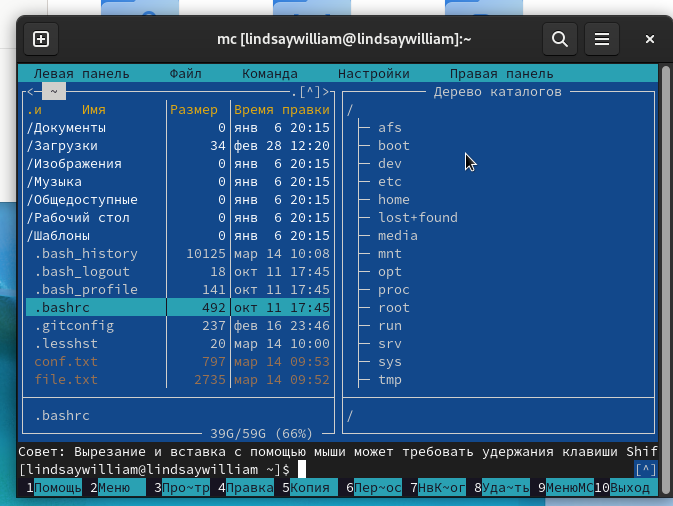 mc [lindsaywilliam@lindsaywilliam]:~
Левая панель Файл Команда Настройки Правая панель
<─ ~ .[^]> Дерево каталогов
.и Имя Размер Время правки /
/Документы 0 янв 6 20:15 afs
/Загрузки 34 фев 28 12:20 boot
/Изображения 0 янв 6 20:15 dev
/Музыка 0 янв 6 20:15 etc
/Общедоступные 0 янв 6 20:15 home
/Рабочий стол 0 янв 6 20:15 lost+found
/Шаблоны 0 янв 6 20:15 media
.bash_history 10125 мар 14 10:08 mnt
.bash_logout 18 окт 11 17:45 opt
.bash_profile 141 окт 11 17:45 proc
.bashrc 492 окт 11 17:45 root
.gitconfig 237 фев 16 23:46 run
.lesshst 20 мар 14 10:00 srv
conf.txt 797 мар 14 09:53 sys
file.txt 2735 мар 14 09:52 tmp
.bashrc /
39G/59G (66%)
Совет: Вырезание и вставка с помощью мыши может требовать удержания клавиши Shif
[lindsaywilliam@lindsaywilliam ~]$ [^]
1Помощь 2Меню 3Про~тр 4Правка 5Копия 6Пер~ос 7НвК~ог 8Уда~ть 9МенюМС 10Выход